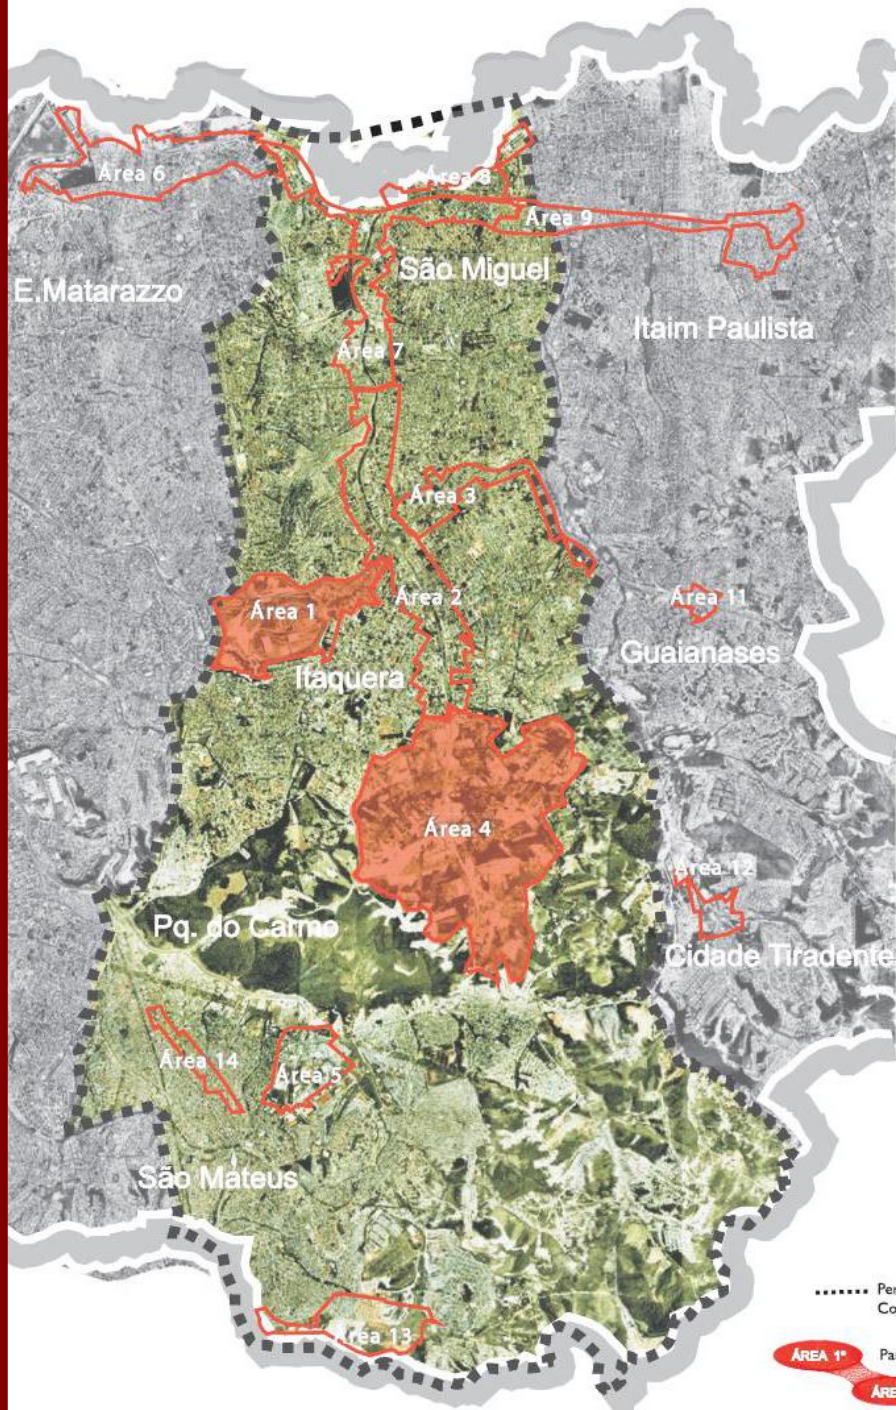 Área 6
Área 8
Área 9
São Miguel
E.Matarazzo
Itaim Paulista
Área 7
Área 3
Área 1
Área 2
Área 11
Guaianases
Itaquera
Área 4
Área 12
Pq. do Carmo
Cidade Tiradente
Área 14
Área 5
São Mateus
Área 13
ÁREA 1*